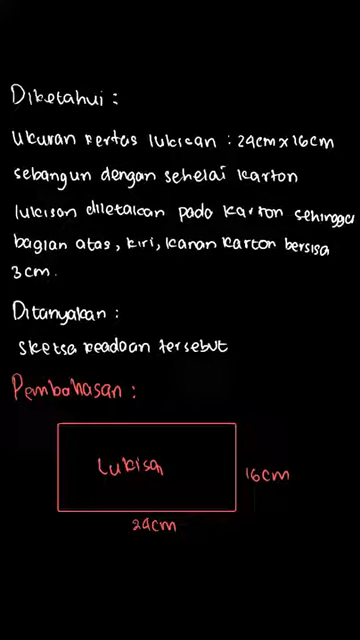 Diketahui :
Ukuran kertas lukisan : 24cm x 16cm
sebangun dengan sehelai karton
lukisan diletakan pada karton sehingga
bagian atas, kiri, kanan karton bersisa
3cm.
Ditanyakan :
sketsa keadaan tersebut
Pembahasan :
Lukisan
16cm
24cm